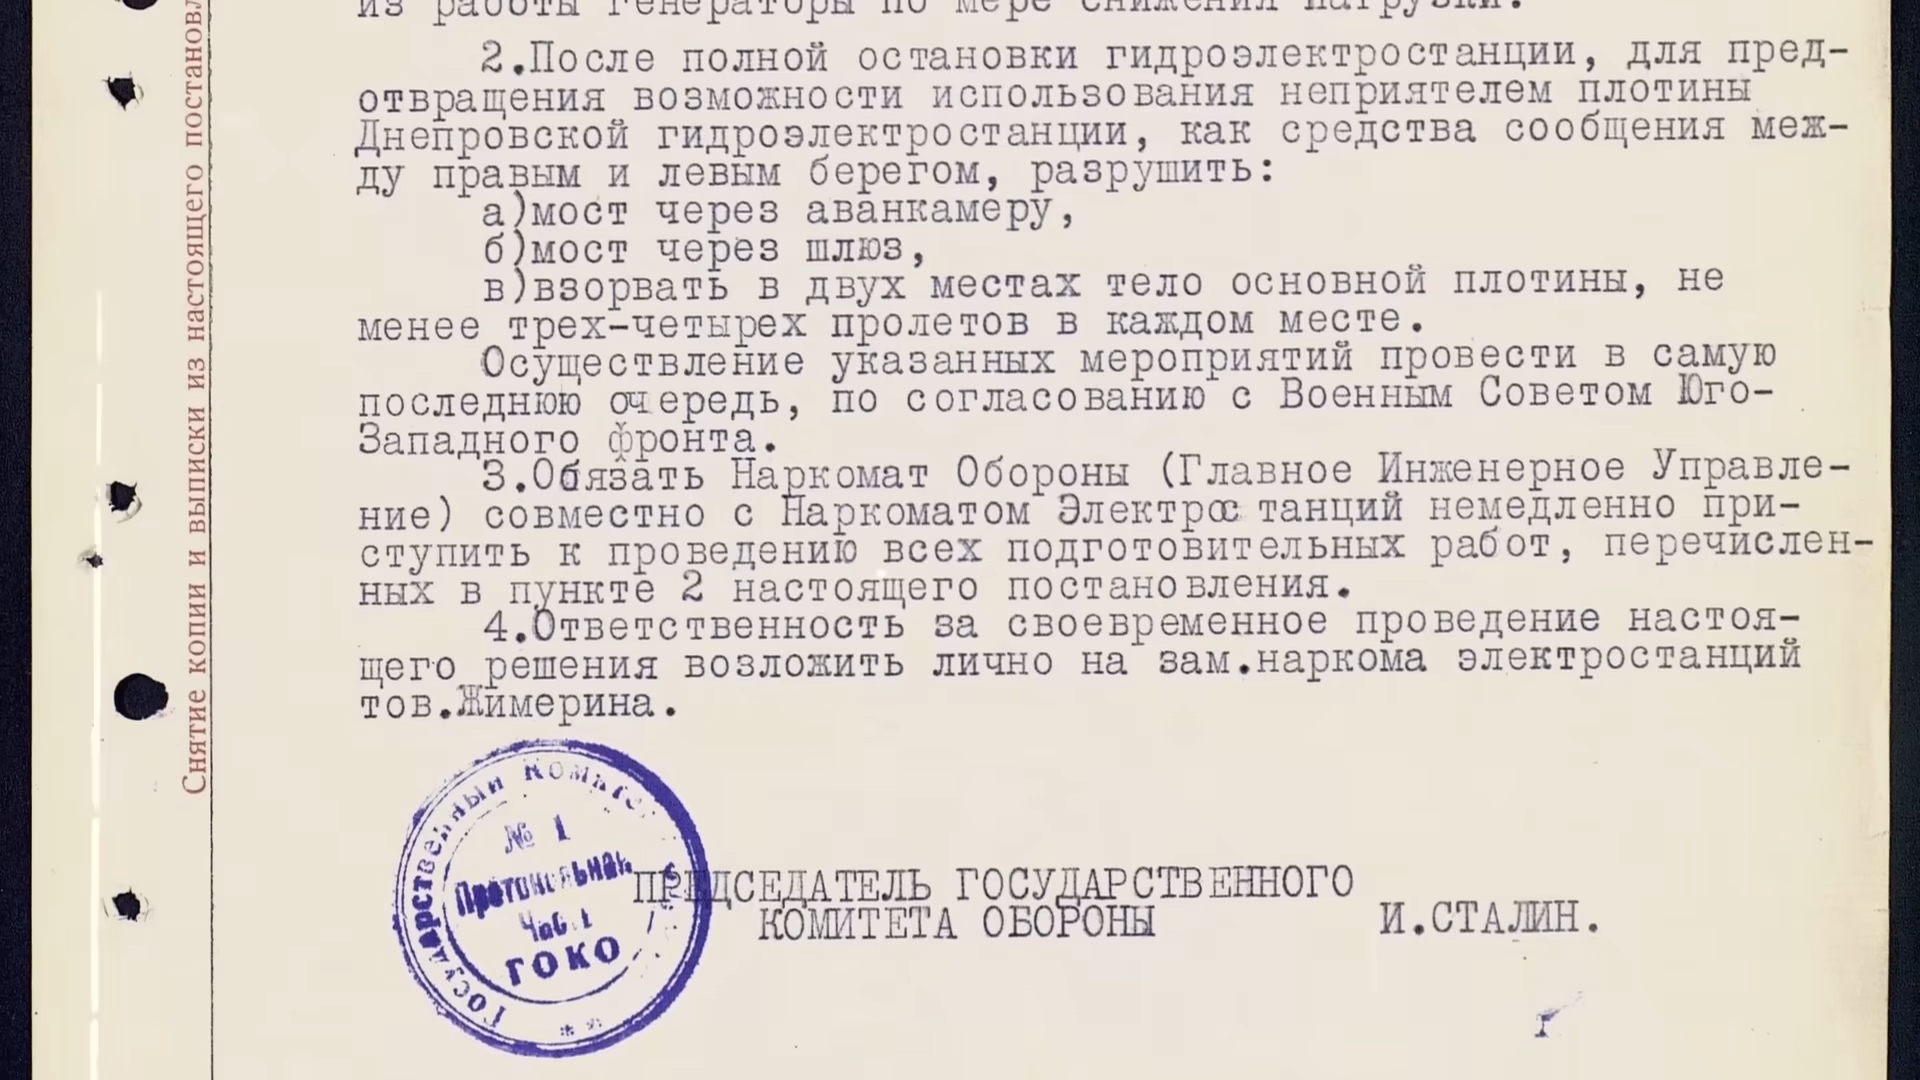 из работы генераторы по мере снижения нагрузки.
2.После полной остановки гидроэлектростанции, для пред-
отвращения возможности использования неприятелем плотины
Днепровской гидроэлектростанции, как средства сообщения меж-
ду правым и левым берегом, разрушить:
а)мост через аванкамеру,
б)мост через шлюз,
в)взорвать в двух местах тело основной плотины, не
менее трех-четырех пролетов в каждом месте.
Осуществление указанных мероприятий провести в самую
последнюю очередь, по согласованию с Военным Советом Юго-
Западного фронта.
3.Обязать Наркомат Обороны (Главное Инженерное Управле-
ние) совместно с Наркоматом Электростанций немедленно при-
ступить к проведению всех подготовительных работ, перечислен-
ных в пункте 2 настоящего постановления.
4.Ответственность за своевременное проведение настоя-
щего решения возложить лично на зам.наркома электростанций
тов.Жимерина.
ПРЕДСЕДАТЕЛЬ ГОСУДАРСТВЕННОГО
КОМИТЕТА ОБОРОНЫ И.СТАЛИН.
Государственный Комитет
№ 1
Протокольная
Част
ГОКО
Снятие копии и выписки из настоящего